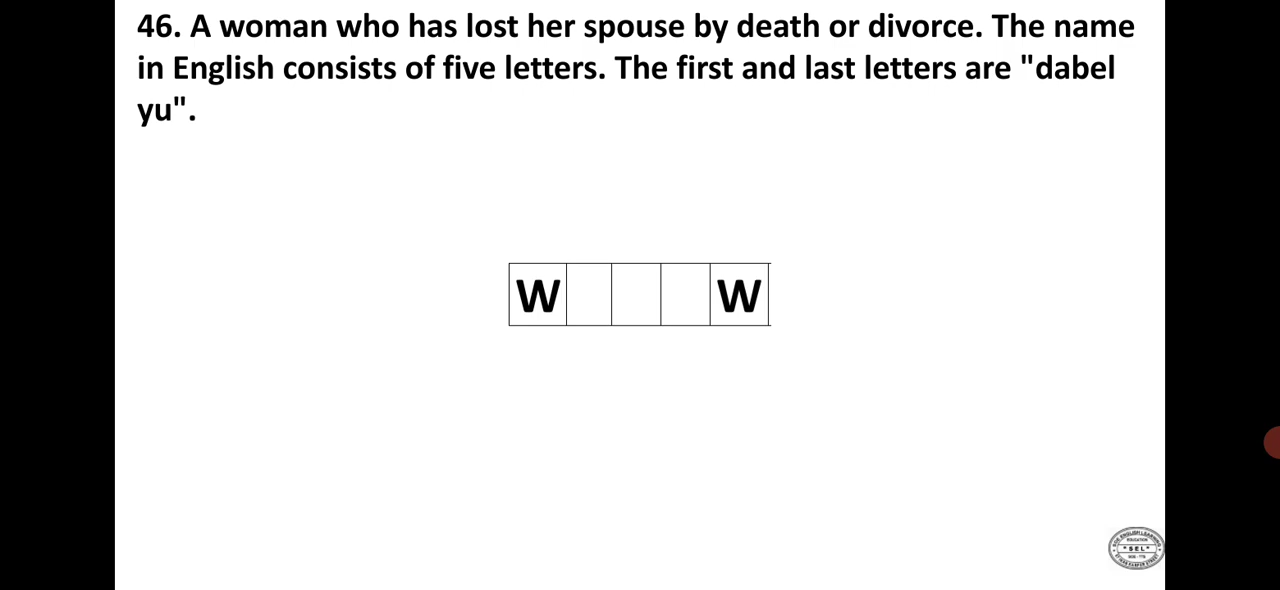 46. A woman who has lost her spouse by death or divorce. The name
in English consists of five letters. The first and last letters are "dabel
yu".
W W
"SEL"